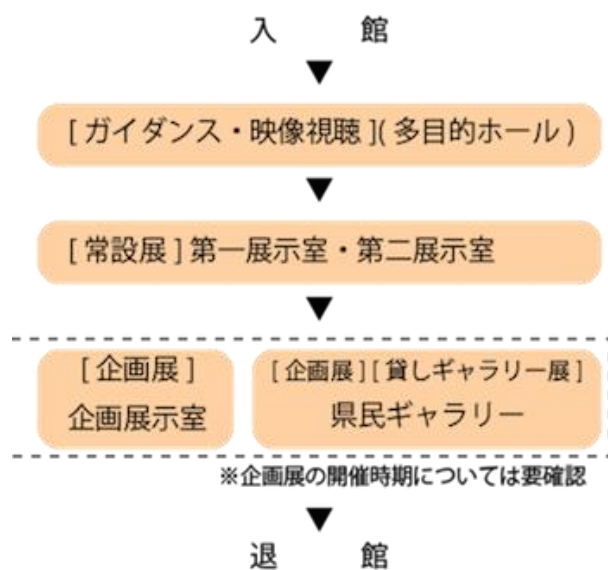 入 館
▼
[ ガイダンス・映像視聴 ]( 多目的ホール )
▼
[ 常設展 ] 第一展示室・第二展示室
▼
[ 企画展 ]
企画展示室
[ 企画展 ] [ 貸しギャラリー展 ]
県民ギャラリー
※企画展の開催時期については要確認
▼
退 館